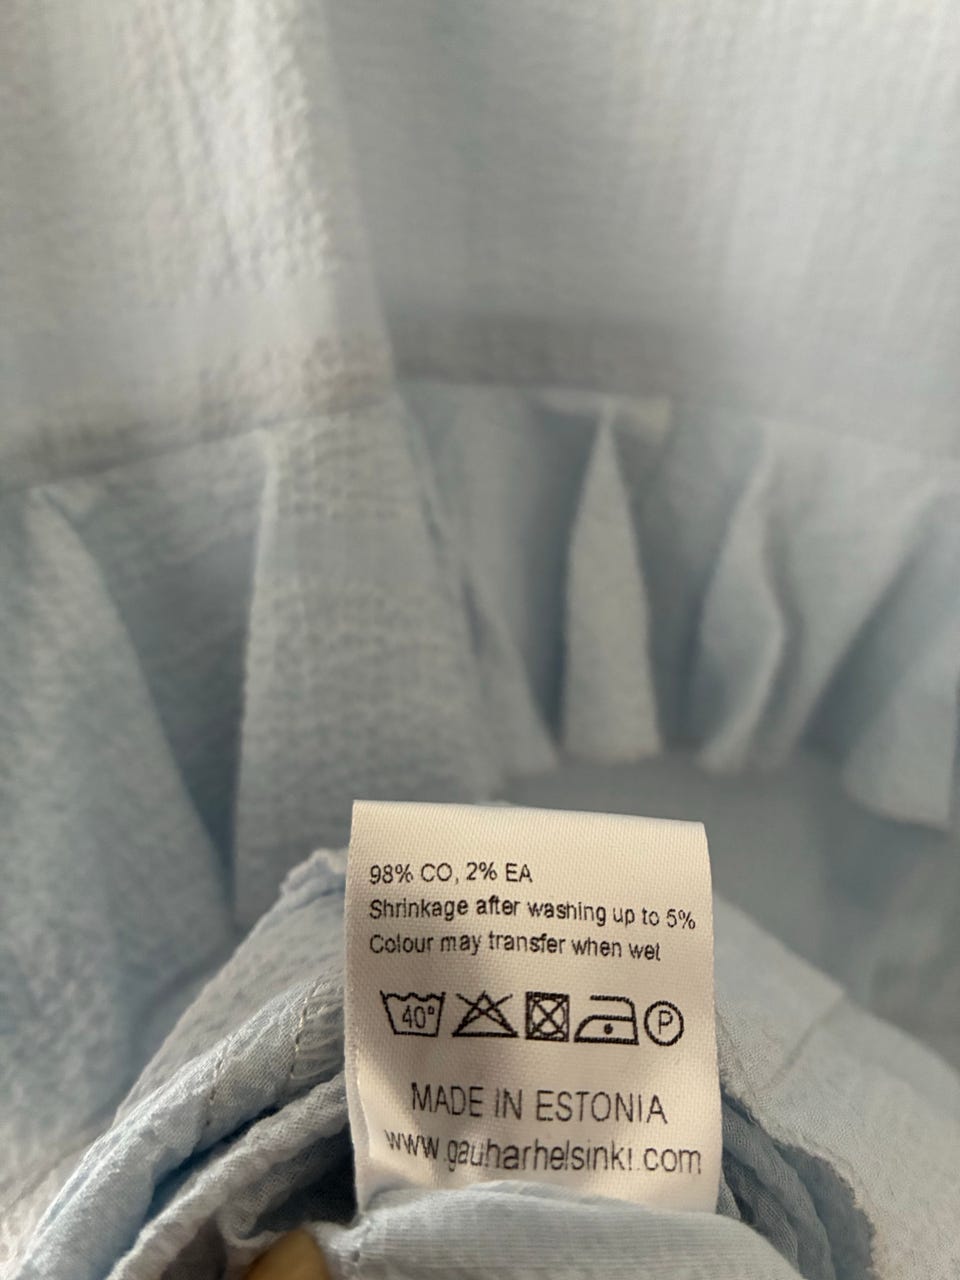 98% CO, 2% EA
Shrinkage after washing up to 5%
Colour may transfer when wet
40° P
MADE IN ESTONIA
www.gauharhelsinki.com